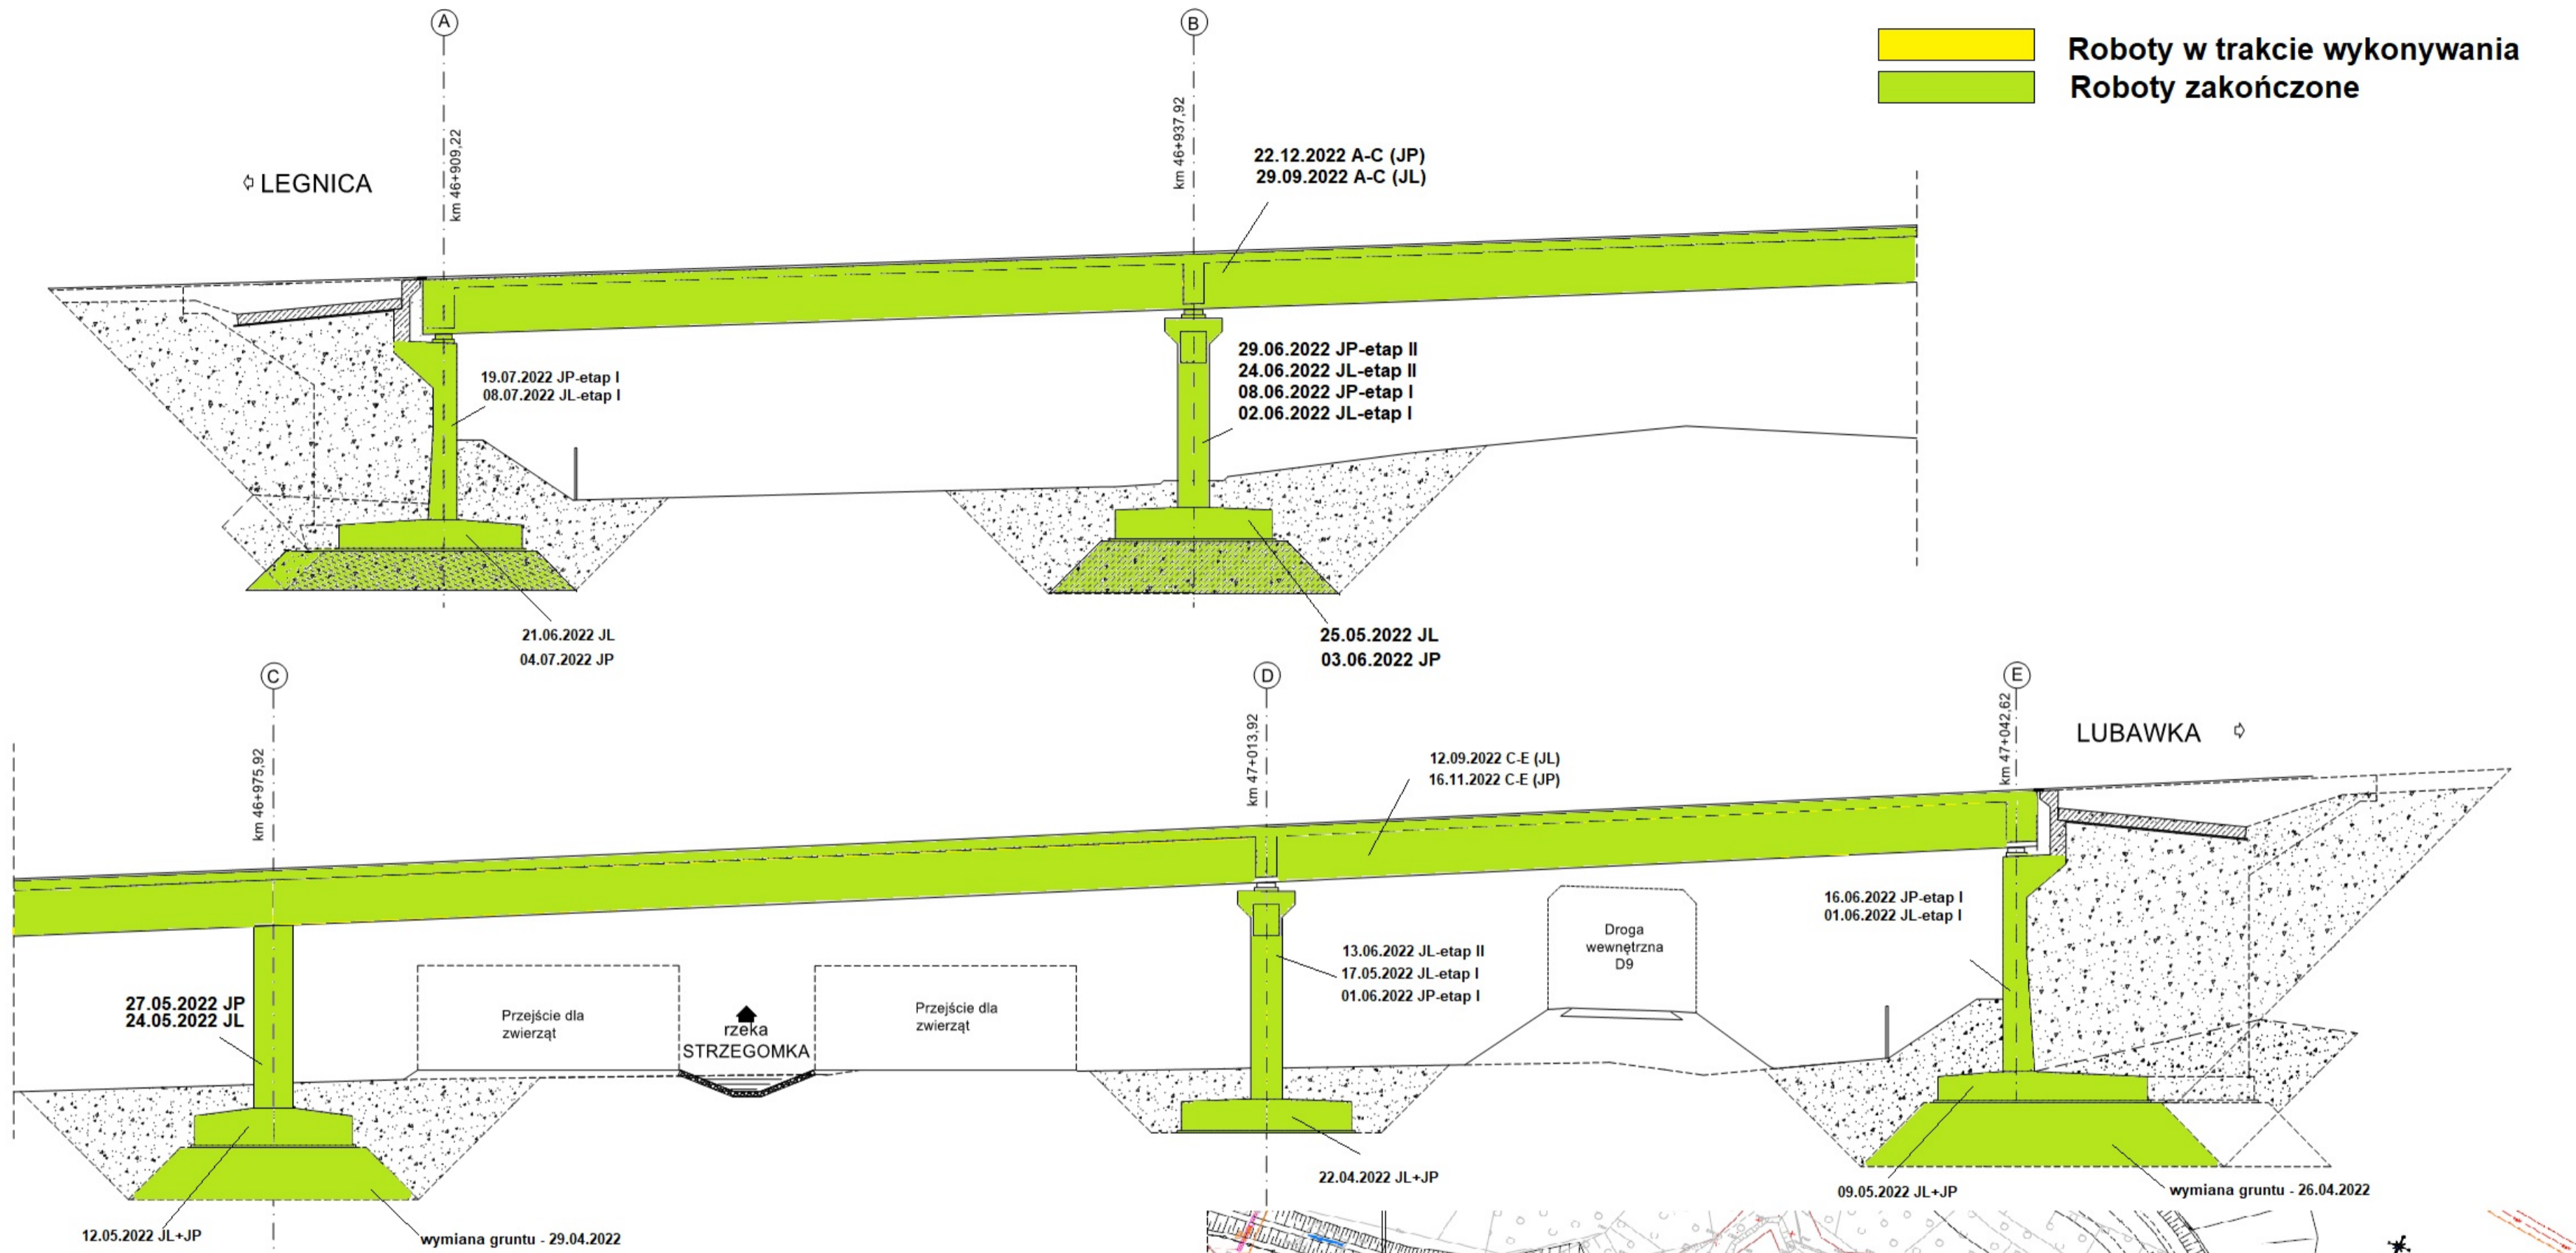 A
B
Roboty w trakcie wykonywania
Roboty zakończone
km 46+909,22
km 46+937,92
LEGNICA
22.12.2022 A-C (JP)
29.09.2022 A-C (JL)
19.07.2022 JP-etap I
08.07.2022 JL-etap I
29.06.2022 JP-etap II
24.06.2022 JL-etap II
08.06.2022 JP-etap I
02.06.2022 JL-etap I
21.06.2022 JL
04.07.2022 JP
25.05.2022 JL
03.06.2022 JP
C
D
E
km 46+975,92
km 47+013,92
km 47+042,62
LUBAWKA
12.09.2022 C-E (JL)
16.11.2022 C-E (JP)
27.05.2022 JP
24.05.2022 JL
Przejście dla
zwierząt
rzeka
STRZEGOMKA
Przejście dla
zwierząt
13.06.2022 JL-etap II
17.05.2022 JL-etap I
01.06.2022 JP-etap I
Droga
wewnętrzna
D9
16.06.2022 JP-etap I
01.06.2022 JL-etap I
12.05.2022 JL+JP
wymiana gruntu - 29.04.2022
22.04.2022 JL+JP
09.05.2022 JL+JP
wymiana gruntu - 26.04.2022